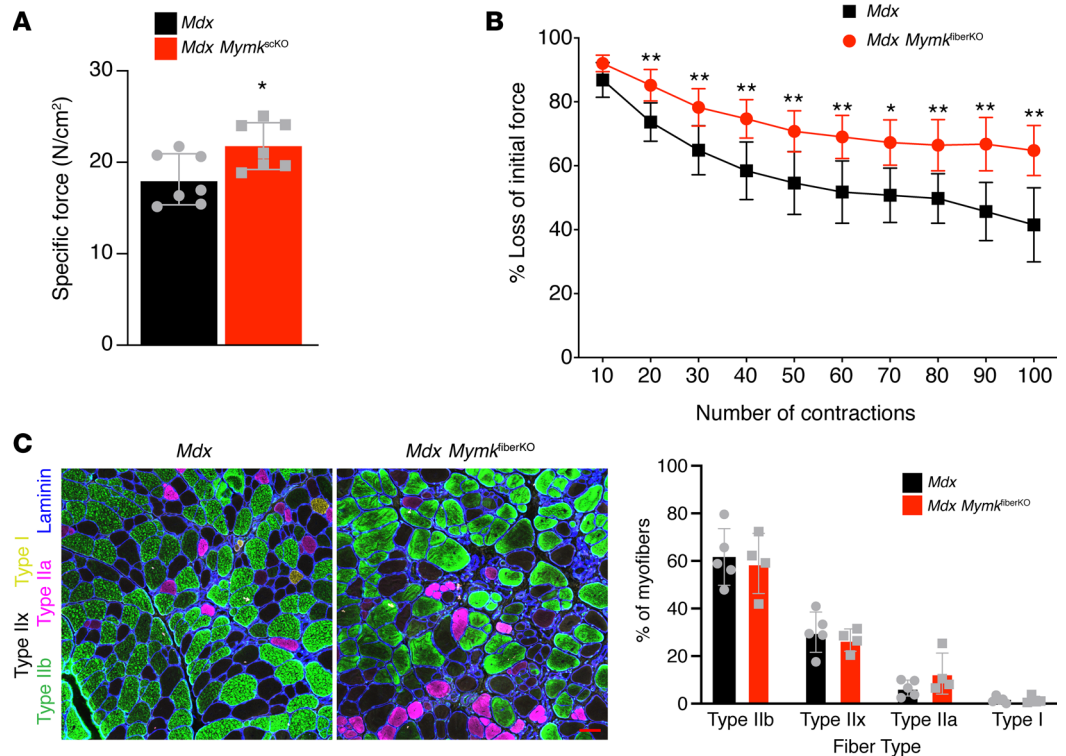 A
Mdx
Mdx Mymk^scKO
Specific force (N/cm²)
30
20
10
0
*
B
Mdx
Mdx Mymk^fiberKO
% Loss of initial force
100
80
60
40
20
0
** ** ** ** ** * ** ** **
10 20 30 40 50 60 70 80 90 100
Number of contractions
C
Mdx
Mdx Mymk^fiberKO
Type IIx
Type IIb
Type I
Type IIa
Laminin
% of myofibers
100
80
60
40
20
0
Mdx
Mdx Mymk^fiberKO
Type IIb Type IIx Type IIa Type I
Fiber Type